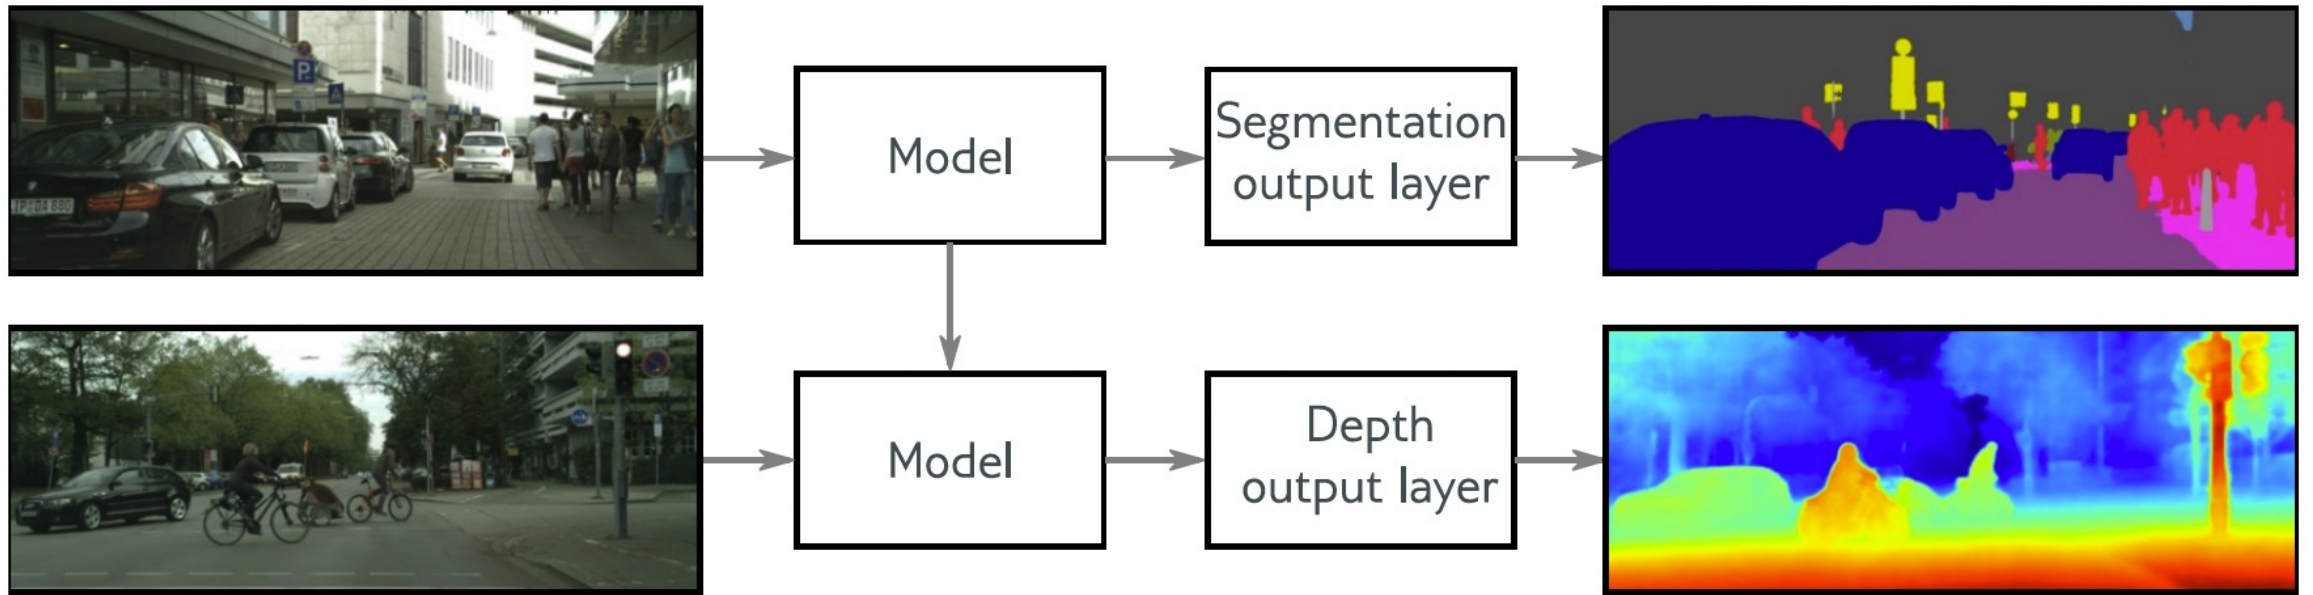 P
Model
Segmentation
output layer
Model
Depth
output layer